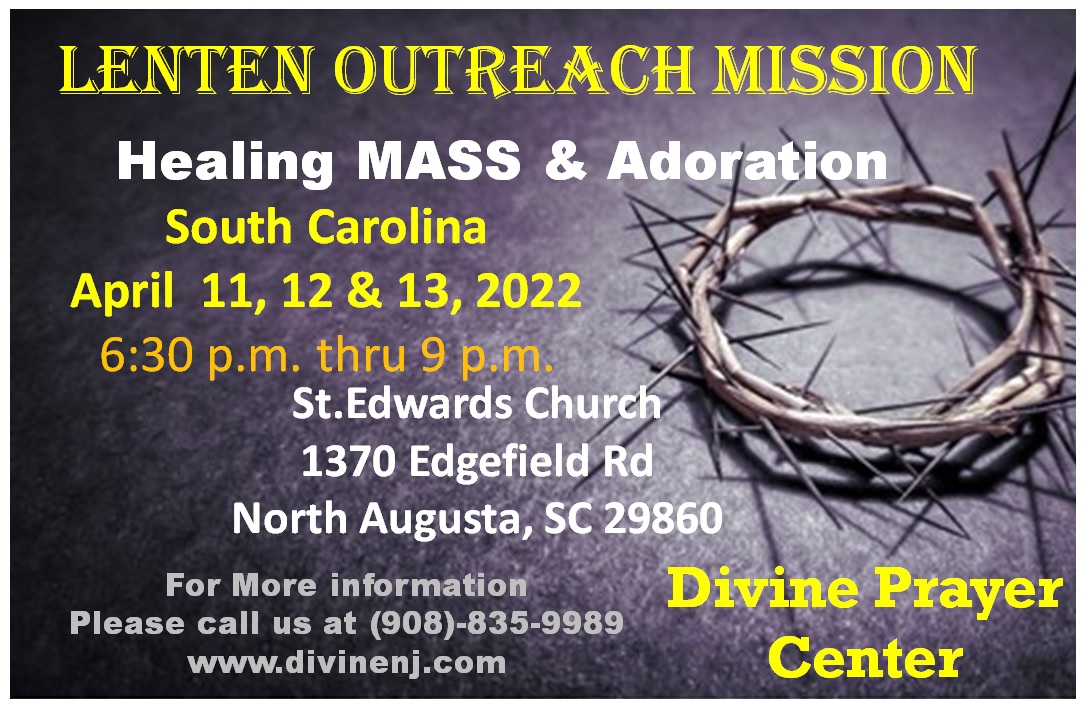 LENTEN OUTREACH MISSION
Healing MASS & Adoration
South Carolina
April 11, 12 & 13, 2022
6:30 p.m. thru 9 p.m.
St.Edwards Church
1370 Edgefield Rd
North Augusta, SC 29860
For More information
Please call us at (908)-835-9989
www.divinenj.com
Divine Prayer
Center